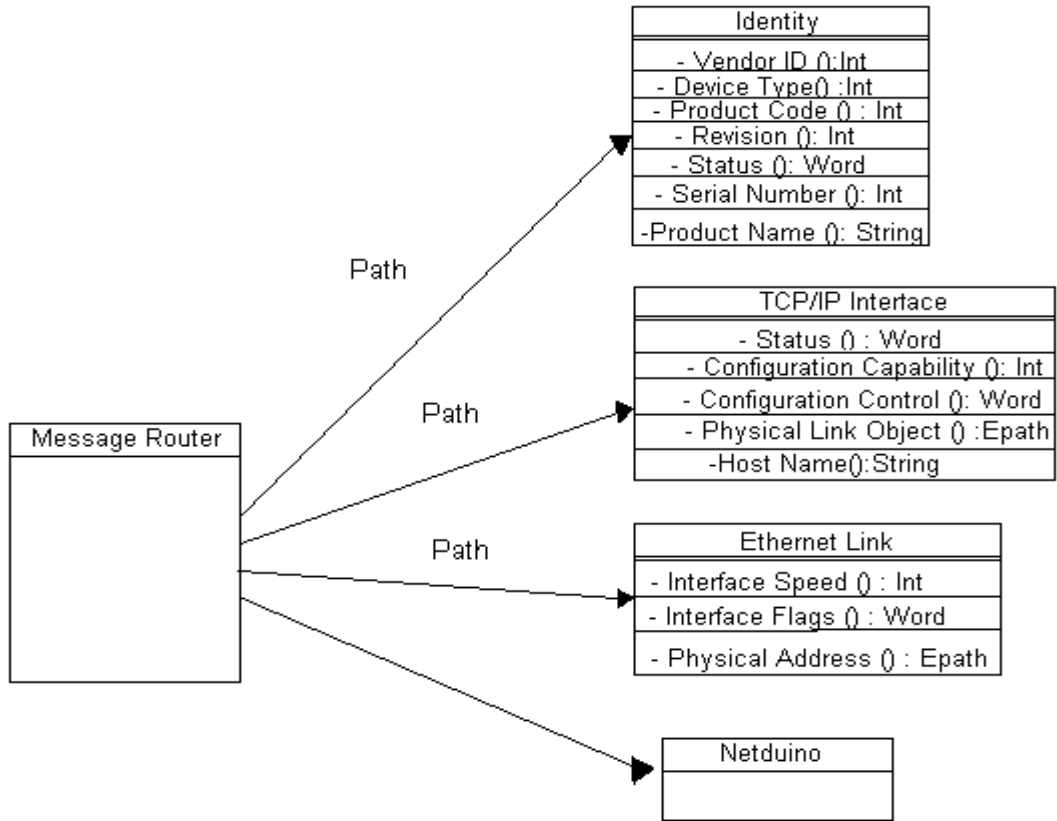 Identity
- Vendor ID ():Int
- Device Type() :Int
- Product Code () : Int
- Revision (): Int
- Status (): Word
- Serial Number (): Int
-Product Name (): String
Path
TCP/IP Interface
- Status () : Word
- Configuration Capability (): Int
- Configuration Control (): Word
- Physical Link Object () :Epath
-Host Name():String
Path
Message Router
Path
Ethernet Link
- Interface Speed () : Int
- Interface Flags () : Word
- Physical Address () : Epath
Netduino